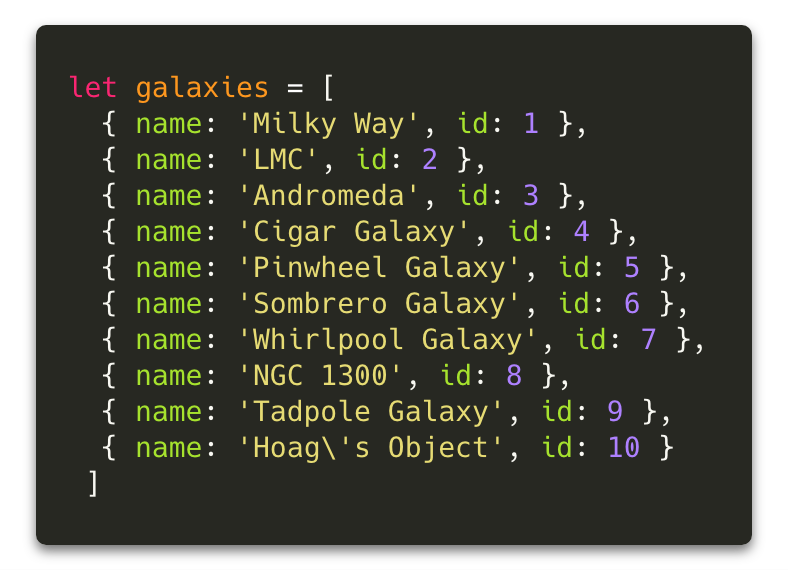 let galaxies = [
  { name: 'Milky Way', id: 1 },
  { name: 'LMC', id: 2 },
  { name: 'Andromeda', id: 3 },
  { name: 'Cigar Galaxy', id: 4 },
  { name: 'Pinwheel Galaxy', id: 5 },
  { name: 'Sombrero Galaxy', id: 6 },
  { name: 'Whirlpool Galaxy', id: 7 },
  { name: 'NGC 1300', id: 8 },
  { name: 'Tadpole Galaxy', id: 9 },
  { name: 'Hoag\'s Object', id: 10 }
 ]